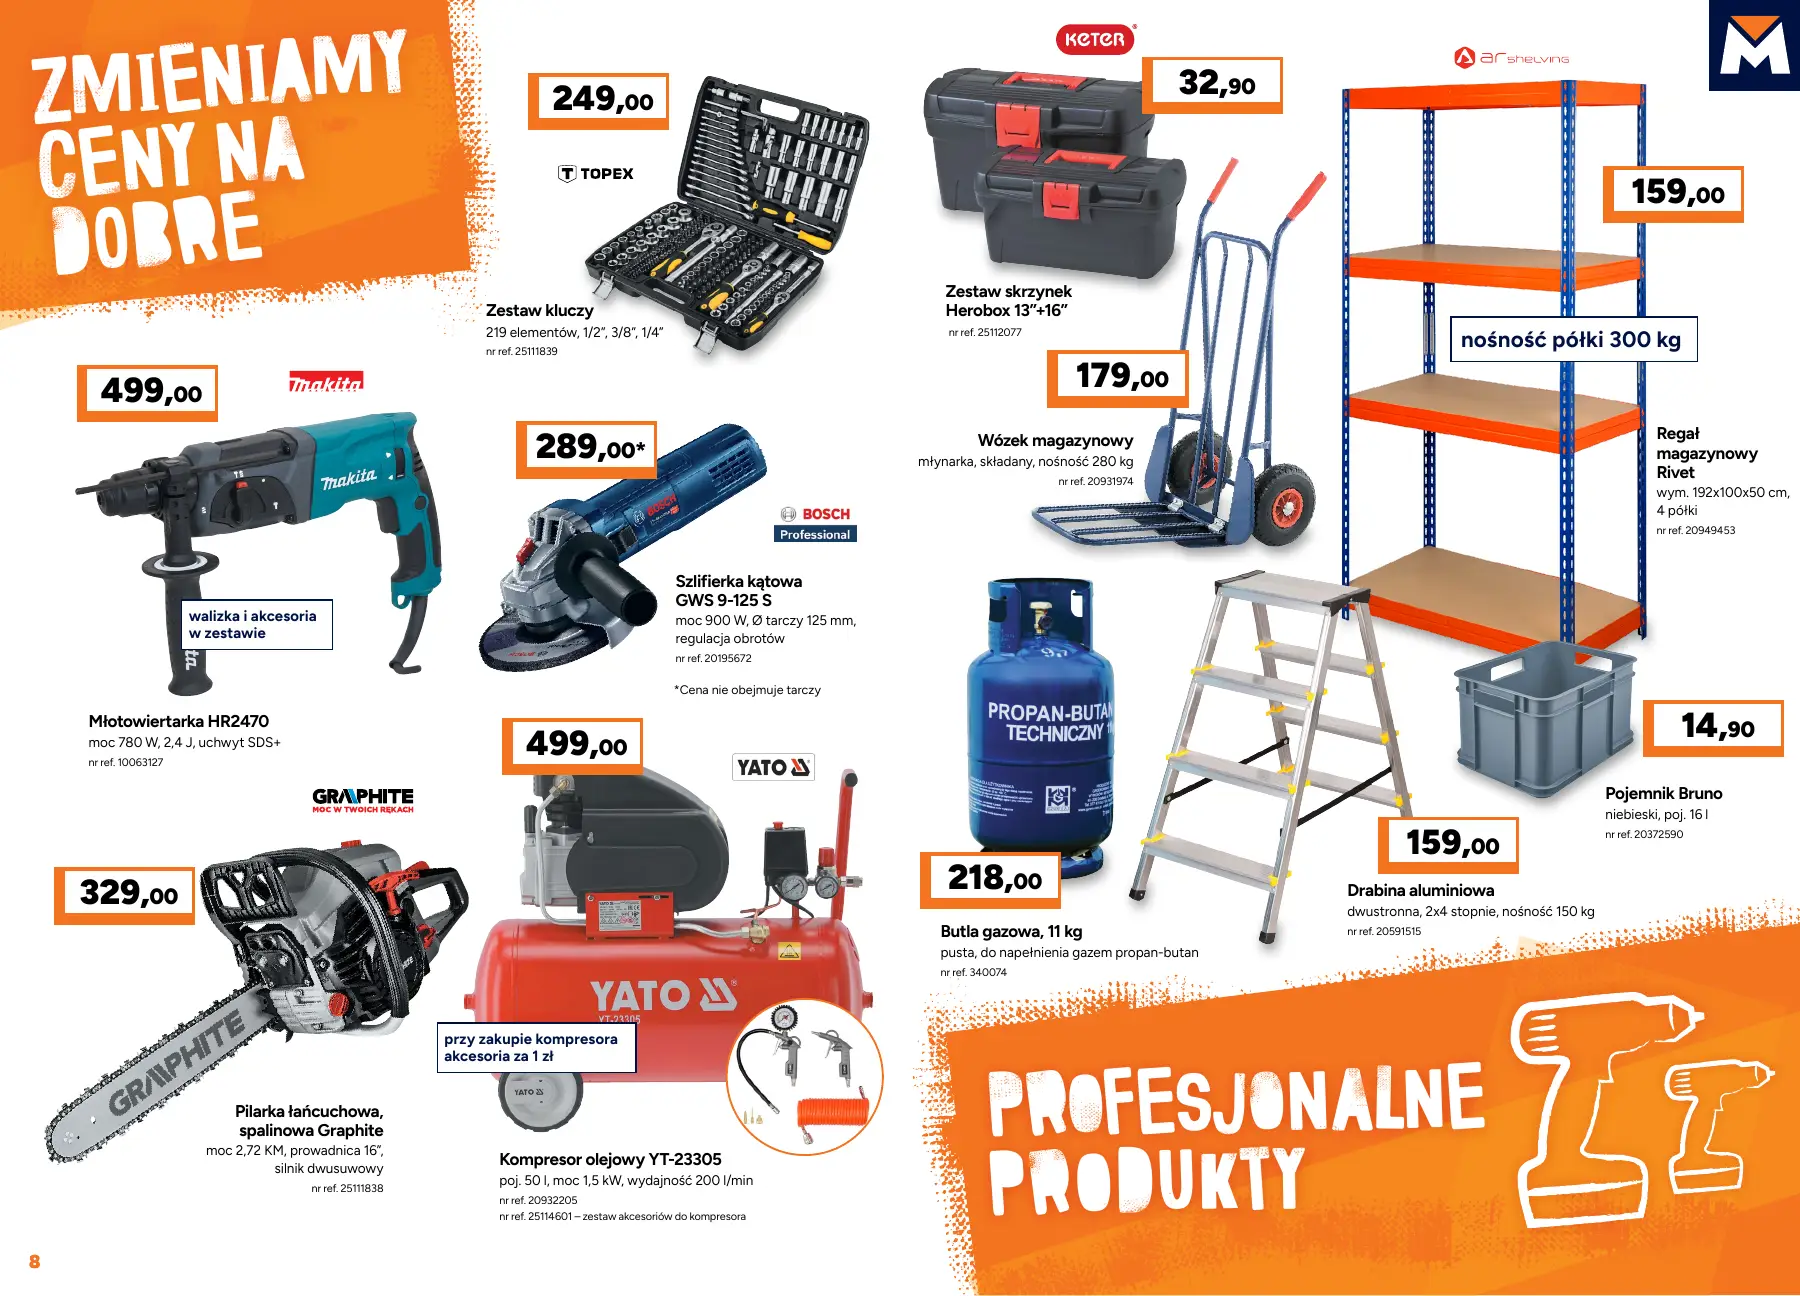 ZMIENIAMY
CENY NA
DOBRE
249,00
TOPEX
Zestaw kluczy
219 elementów, 1/2”, 3/8”, 1/4”
nr ref. 25111839
499,00
makita
makita
walizka i akcesoria
w zestawie
Młotowiertarka HR2470
moc 780 W, 2,4 J, uchwyt SDS+
nr ref. 10063127
289,00*
BOSCH
BOSCH
Professional
Szlifierka kątowa
GWS 9-125 S
moc 900 W, Ø tarczy 125 mm,
regulacja obrotów
nr ref. 20195672
*Cena nie obejmuje tarczy
GRAPHITE
MOC W TWOICH RĘKACH
329,00
GRAPHITE
Pilarka łańcuchowa,
spalinowa Graphite
moc 2,72 KM, prowadnica 16”,
silnik dwusuwowy
nr ref. 25111838
499,00
YATO
YATO
YT-23305
YATO
przy zakupie kompresora
akcesoria za 1 zł
Kompresor olejowy YT-23305
poj. 50 l, moc 1,5 kW, wydajność 200 l/min
nr ref. 20932205
nr ref. 25114601 – zestaw akcesoriów do kompresora
8
KETER
32,90
Zestaw skrzynek
Herobox 13”+16”
nr ref. 25112077
179,00
Wózek magazynowy
młynarka, składany, nośność 280 kg
nr ref. 20931974
ar shelving
M
159,00
nośność półki 300 kg
Regał
magazynowy
Rivet
wym. 192x100x50 cm,
4 półki
nr ref. 20949453
PROPAN-BUTAN
TECHNICZNY
218,00
Butla gazowa, 11 kg
pusta, do napełnienia gazem propan-butan
nr ref. 340074
14,90
Pojemnik Bruno
niebieski, poj. 16 l
nr ref. 20372590
159,00
Drabina aluminiowa
dwustronna, 2x4 stopnie, nośność 150 kg
nr ref. 20591515
PROFESJONALNE
PRODUKTY